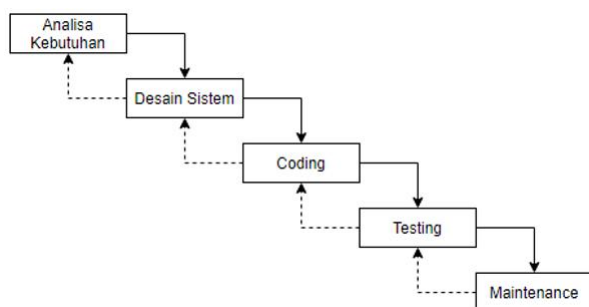 Analisa
Kebutuhan
Desain Sistem
Coding
Testing
Maintenance